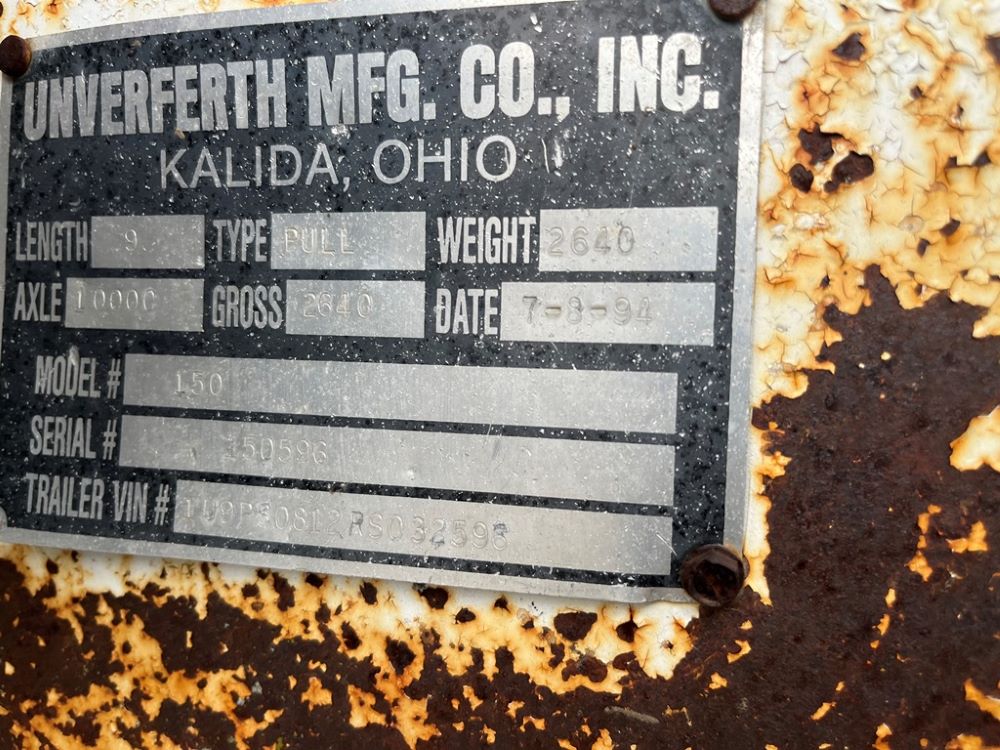 UNVERFERTH MFG. CO., INC.
KALIDA, OHIO
LENGTH 9 TYPE PULL WEIGHT 2640
AXLE 10000 GROSS 2640 DATE 7-8-94
MODEL # 150
SERIAL #
TRAILER VIN #